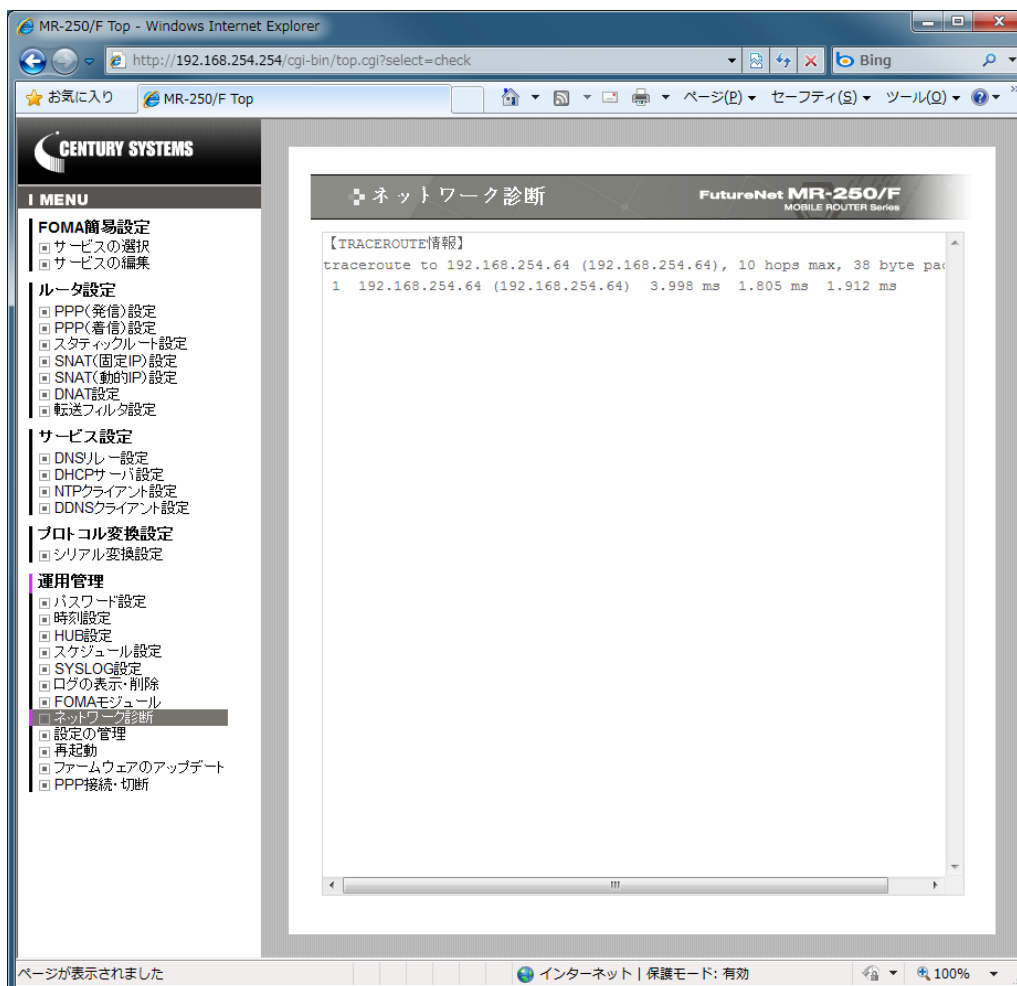 MR-250/F Top - Windows Internet Explorer
http://192.168.254.254/cgi-bin/top.cgi?select=check
Bing
お気に入り
MR-250/F Top
ページ(P)
セーフティ(S)
ツール(O)
CENTURY SYSTEMS
MENU
FOMA簡易設定
サービスの選択
サービスの編集
ルータ設定
PPP(発信)設定
PPP(着信)設定
スタティックルート設定
SNAT(固定IP)設定
SNAT(動的IP)設定
DNAT設定
転送フィルタ設定
サービス設定
DNSリレー設定
DHCPサーバ設定
NTPクライアント設定
DDNSクライアント設定
プロトコル変換設定
シリアル変換設定
運用管理
パスワード設定
時刻設定
HUB設定
スケジュール設定
SYSLOG設定
ログの表示・削除
FOMAモジュール
ネットワーク診断
設定の管理
再起動
ファームウェアのアップデート
PPP接続・切断
ネットワーク診断
FutureNet MR-250/F
MOBILE ROUTER Series
【TRACEROUTE情報】
traceroute to 192.168.254.64 (192.168.254.64), 10 hops max, 38 byte pac
1 192.168.254.64 (192.168.254.64) 3.998 ms 1.805 ms 1.912 ms
ページが表示されました
インターネット | 保護モード: 有効
100%